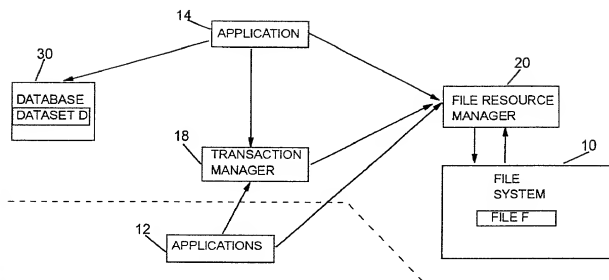 14
APPLICATION
30
DATABASE
DATASET D
20
FILE RESOURCE
MANAGER
18
TRANSACTION
MANAGER
10
FILE
SYSTEM
FILE F
12
APPLICATIONS